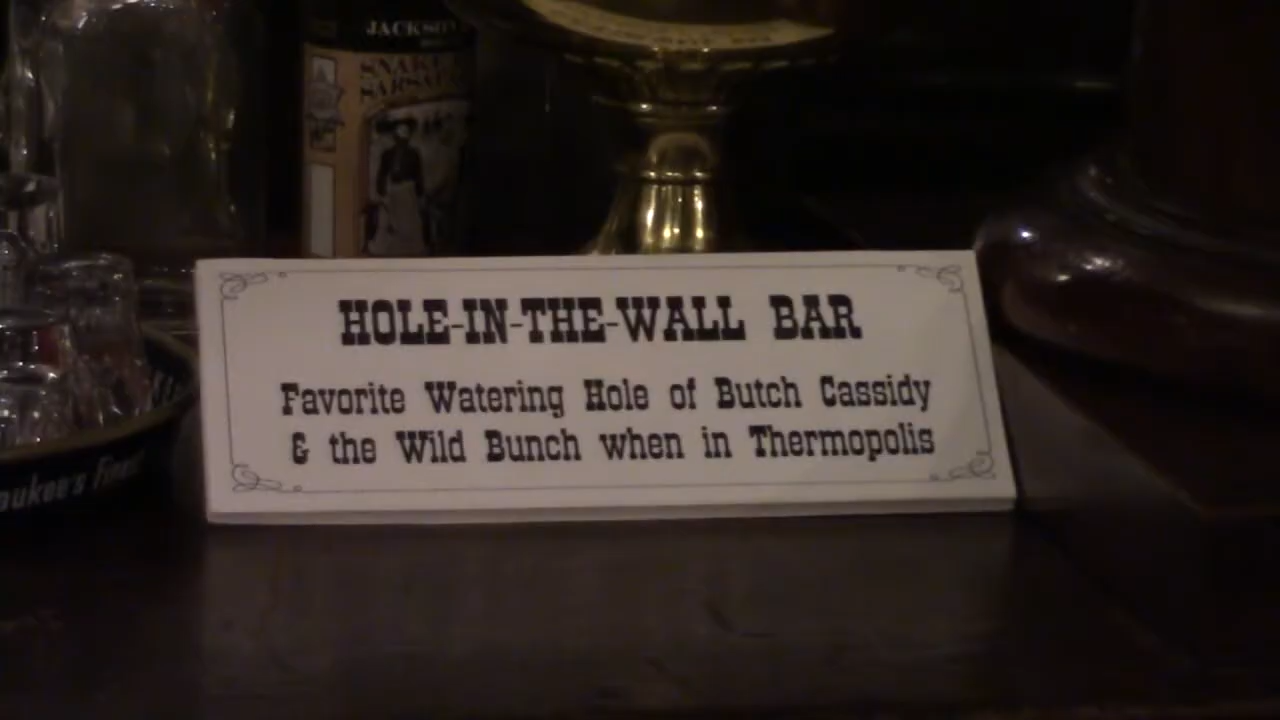 JACKSON
SNAKE
HOLE-IN-THE-WALL BAR
Favorite Watering Hole of Butch Cassidy
& the Wild Bunch when in Thermopolis